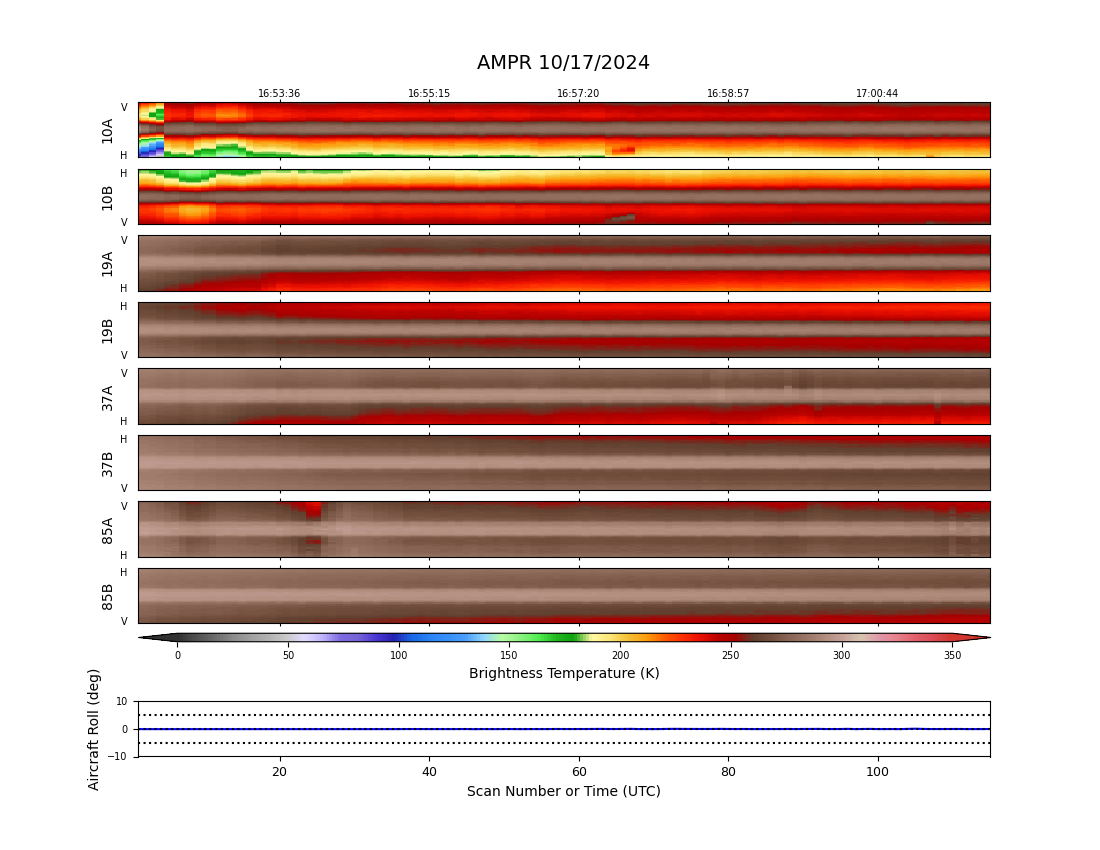 AMPR 10/17/2024
16:53:36 16:55:15 16:57:20 16:58:57 17:00:44
V
10A
H
H
10B
V
V
19A
H
H
19B
V
V
37A
H
H
37B
V
V
85A
H
H
85B
V
0 50 100 150 200 250 300 350
Brightness Temperature (K)
Aircraft Roll (deg)
10
0
−10
20 40 60 80 100
Scan Number or Time (UTC)